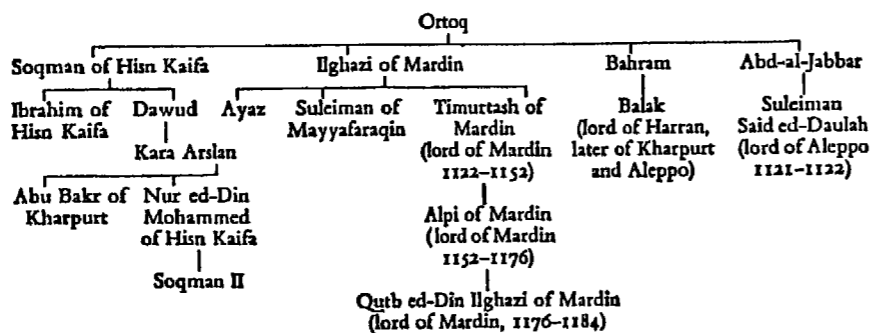 Ortoq
Soqman of Hisn Kaifa
Ilghazi of Mardin
Bahram
Abd-al-Jabbar
Ibrahim of
Hisn Kaifa
Dawud
Ayaz
Suleiman of
Mayyafaraqin
Timurtash of
Mardin
(lord of Mardin
1122–1152)
Balak
(lord of Harran,
later of Kharpurt
and Aleppo)
Suleiman
Said ed-Daulah
(lord of Aleppo
1121–1122)
Kara Arslan
Abu Bakr of
Kharpurt
Nur ed-Din
Mohammed
of Hisn Kaifa
Alpi of Mardin
(lord of Mardin
1152–1176)
Soqman II
Qutb ed-Din Ilghazi of Mardin
(lord of Mardin, 1176–1184)